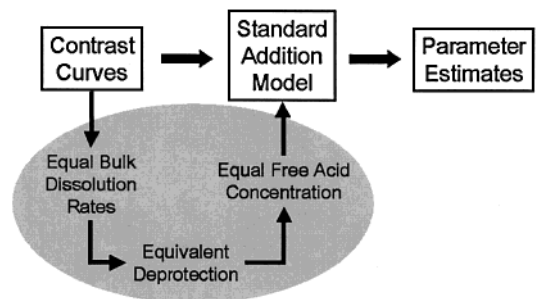 Contrast
Curves
Standard
Addition
Model
Parameter
Estimates
Equal Bulk
Dissolution
Rates
Equivalent
Deprotection
Equal Free Acid
Concentration